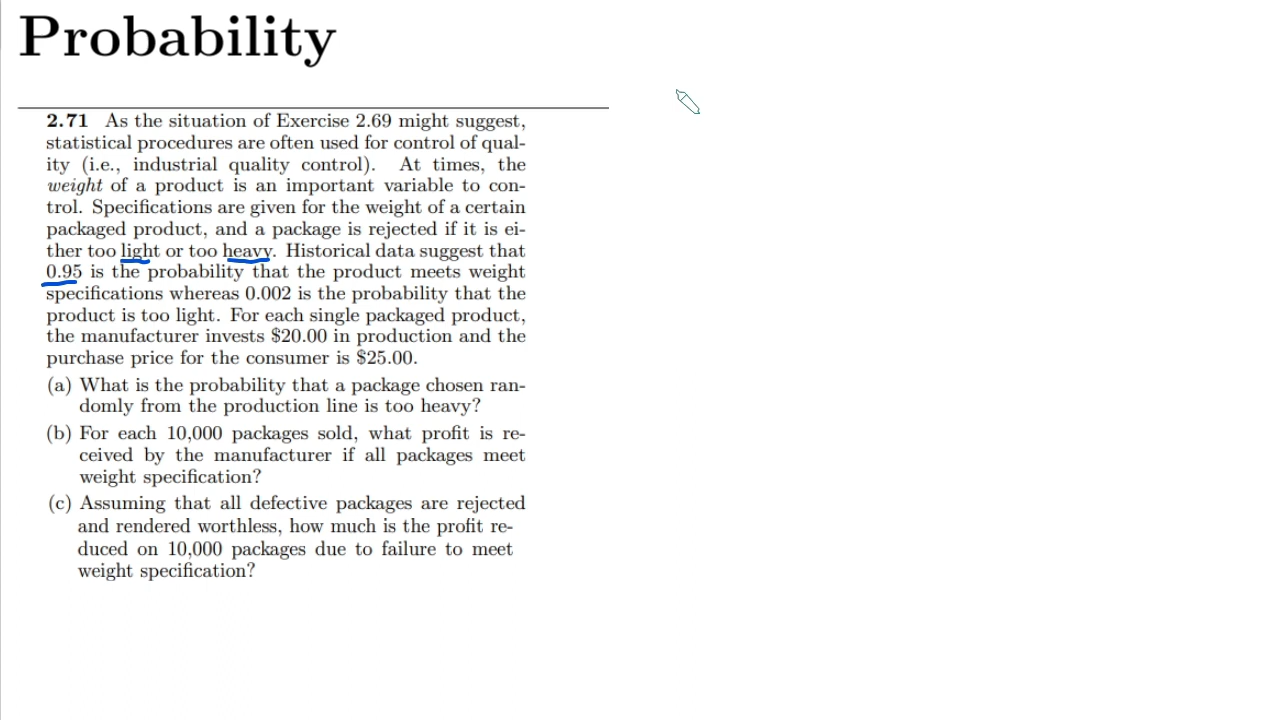 Probability
2.71 As the situation of Exercise 2.69 might suggest,
statistical procedures are often used for control of qual-
ity (i.e., industrial quality control). At times, the
weight of a product is an important variable to con-
trol. Specifications are given for the weight of a certain
packaged product, and a package is rejected if it is ei-
ther too light or too heavy. Historical data suggest that
0.95 is the probability that the product meets weight
specifications whereas 0.002 is the probability that the
product is too light. For each single packaged product,
the manufacturer invests $20.00 in production and the
purchase price for the consumer is $25.00.
(a) What is the probability that a package chosen ran-
domly from the production line is too heavy?
(b) For each 10,000 packages sold, what profit is re-
ceived by the manufacturer if all packages meet
weight specification?
(c) Assuming that all defective packages are rejected
and rendered worthless, how much is the profit re-
duced on 10,000 packages due to failure to meet
weight specification?